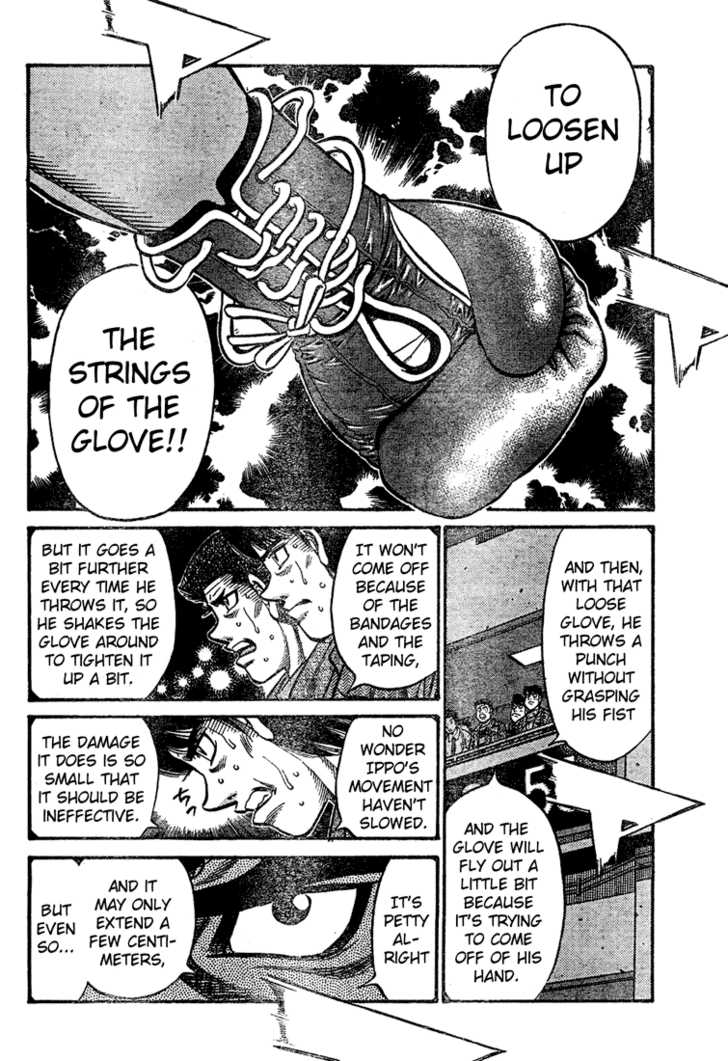 TO
LOOSEN
UP
THE
STRINGS
OF THE
GLOVE!!
AND THEN,
WITH THAT
LOOSE
GLOVE, HE
THROWS A
PUNCH
WITHOUT
GRASPING
HIS FIST
5
AND THE
GLOVE WILL
FLY OUT A
LITTLE BIT
BECAUSE
IT'S TRYING
TO COME
OFF OF HIS
HAND.
IT WON'T
COME OFF
BECAUSE
OF THE
BANDAGES
AND THE
TAPING,
BUT IT GOES A
BIT FURTHER
EVERY TIME HE
THROWS IT, SO
HE SHAKES THE
GLOVE AROUND
TO TIGHTEN IT
UP A BIT.
NO
WONDER
IPPO'S
MOVEMENT
HAVEN'T
SLOWED.
THE DAMAGE
IT DOES IS SO
SMALL THAT
IT SHOULD BE
INEFFECTIVE.
IT'S
PETTY
AL-
RIGHT
AND IT
MAY ONLY
EXTEND A
FEW CENTI-
METERS,
BUT
EVEN
SO...